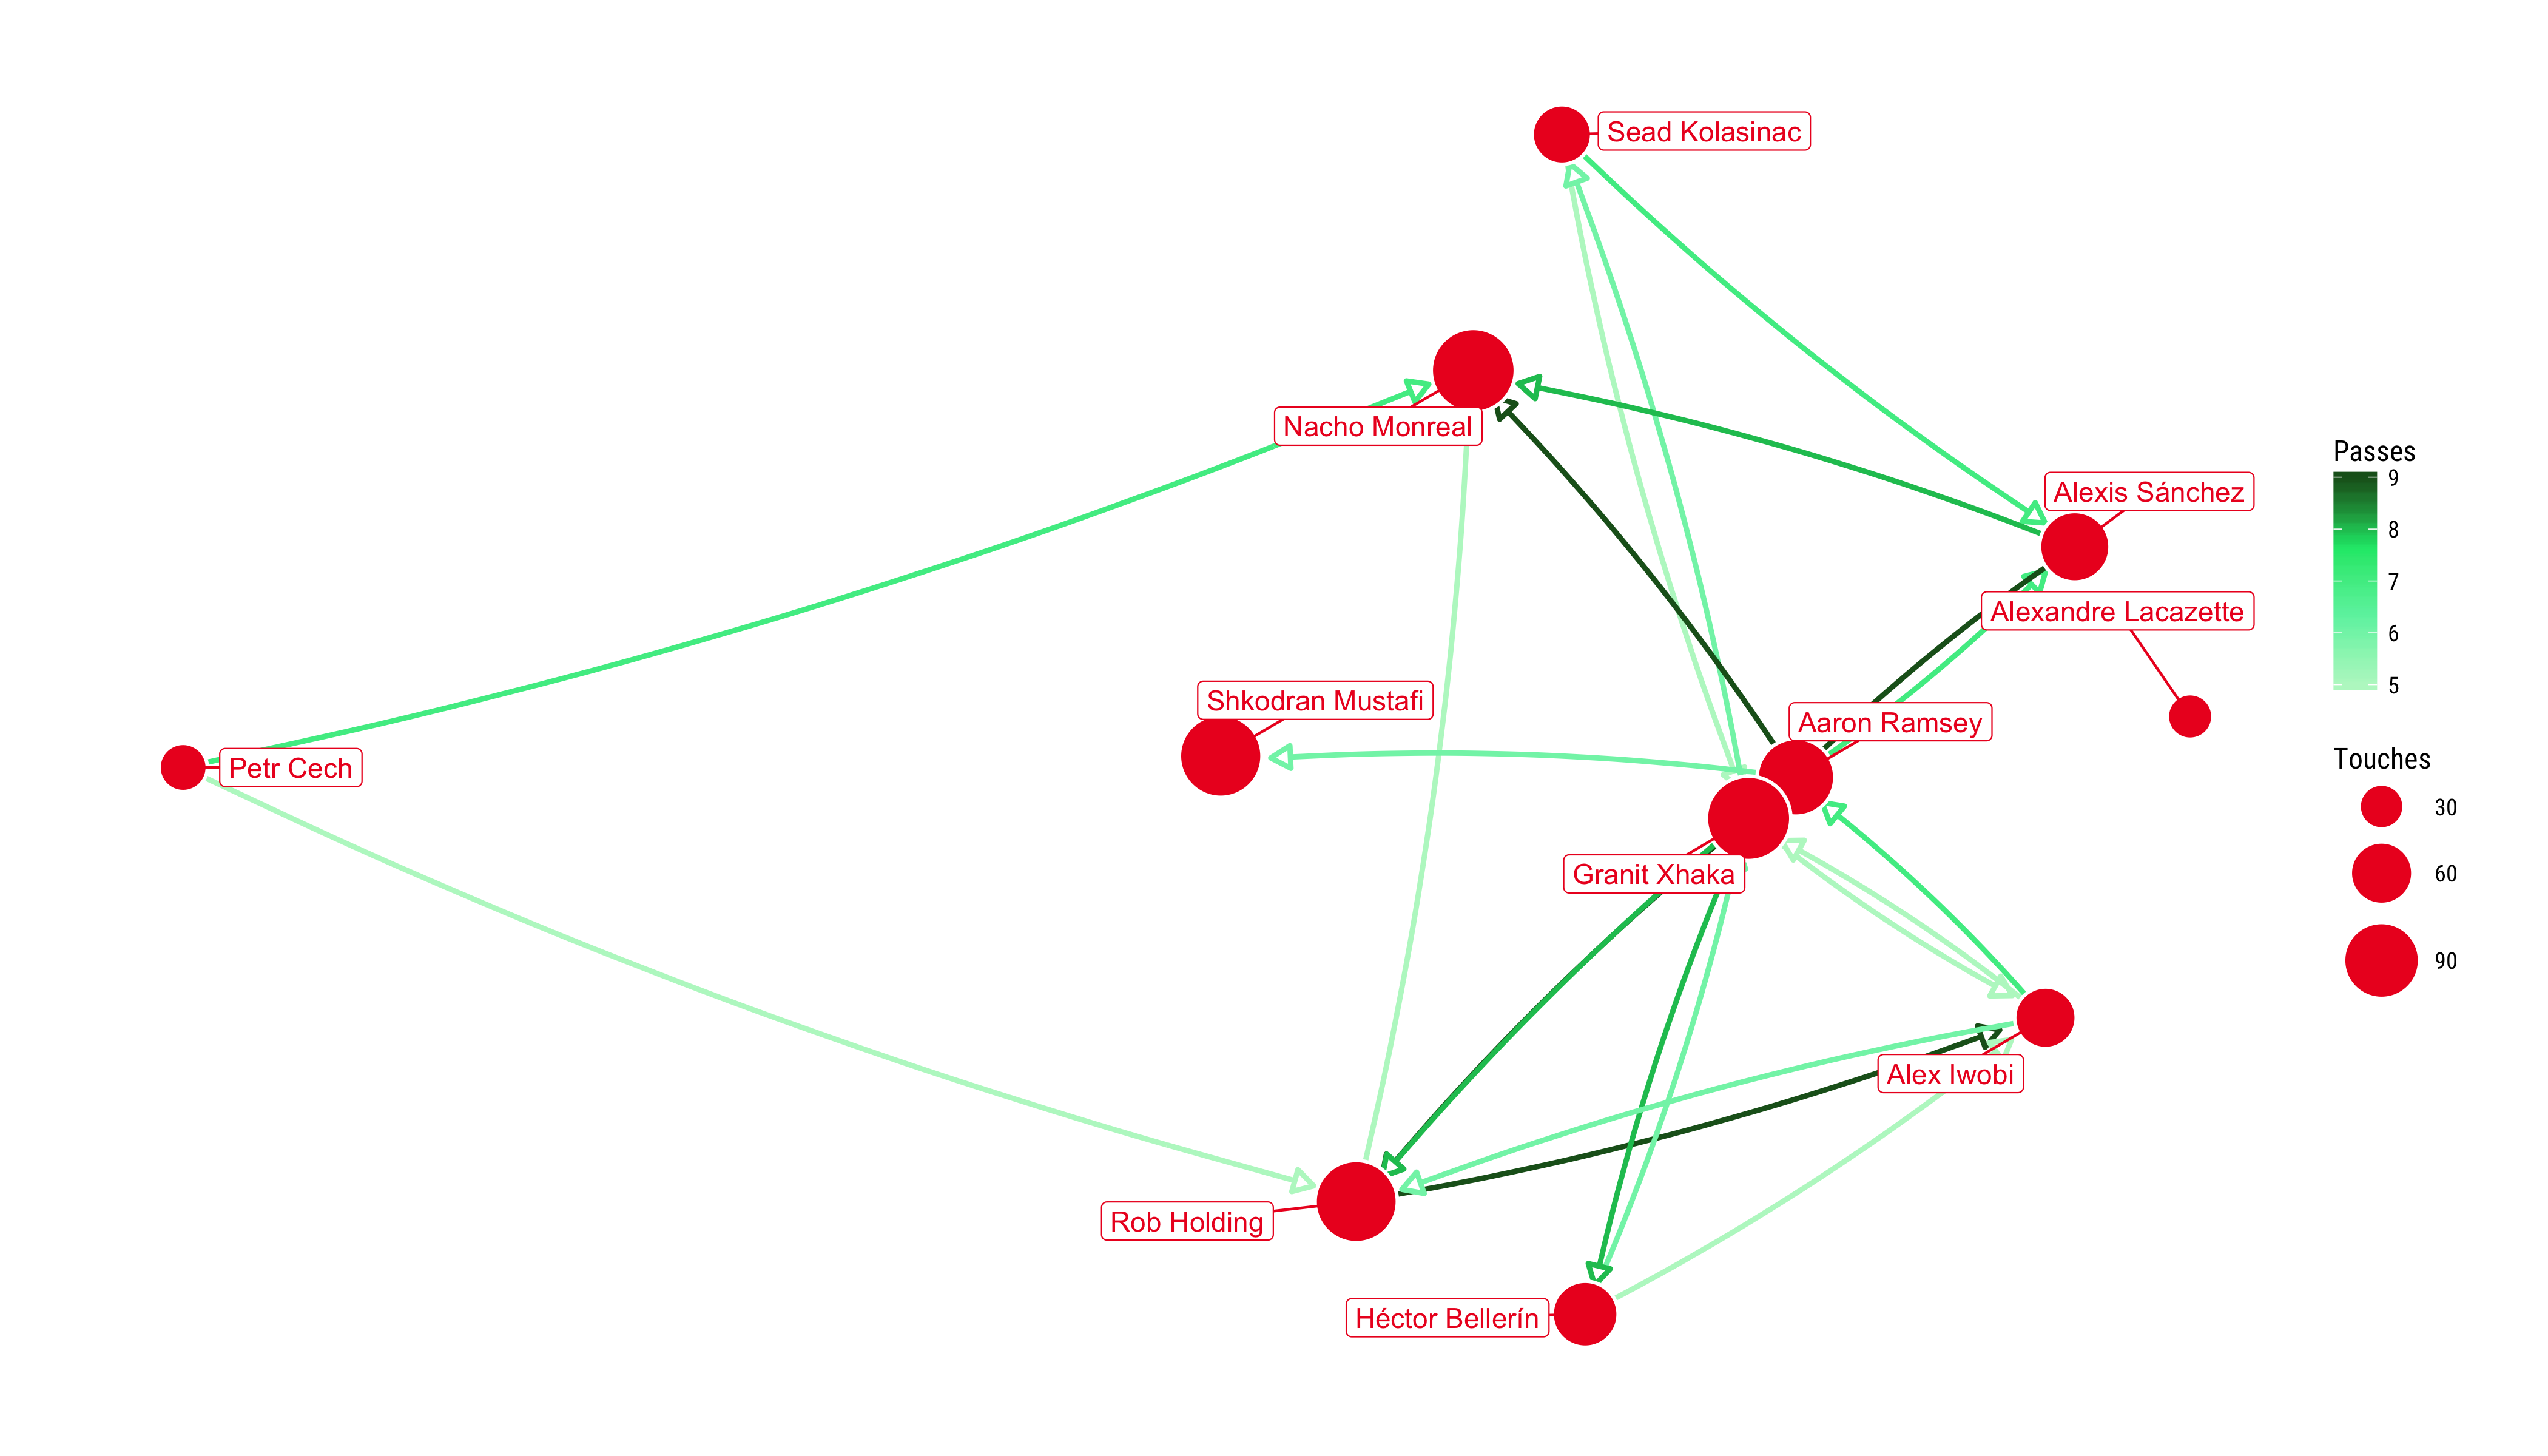 Sead Kolasinac
Nacho Monreal
Passes
9
Alexis Sánchez
8
7
Alexandre Lacazette
6
Shkodran Mustafi
5
Aaron Ramsey
Petr Cech
Touches
30
Granit Xhaka
60
90
Alex Iwobi
Rob Holding
Héctor Bellerín